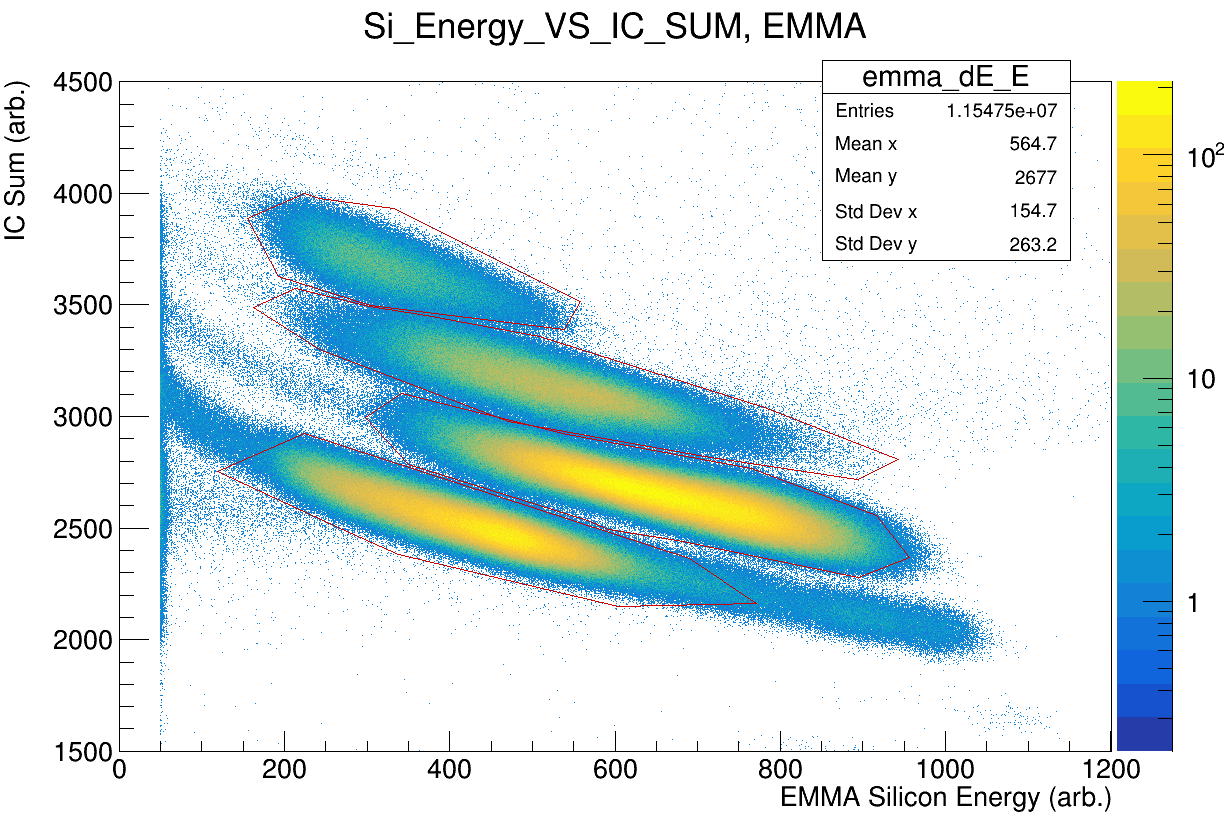 Si_Energy_VS_IC_SUM, EMMA
emma_dE_E
Entries 1.15475e+07
Mean x 564.7
Mean y 2677
Std Dev x 154.7
Std Dev y 263.2
IC Sum (arb.)
4500
4000
3500
3000
2500
2000
1500
0 200 400 600 800 1000 1200
EMMA Silicon Energy (arb.)
10²
10
1